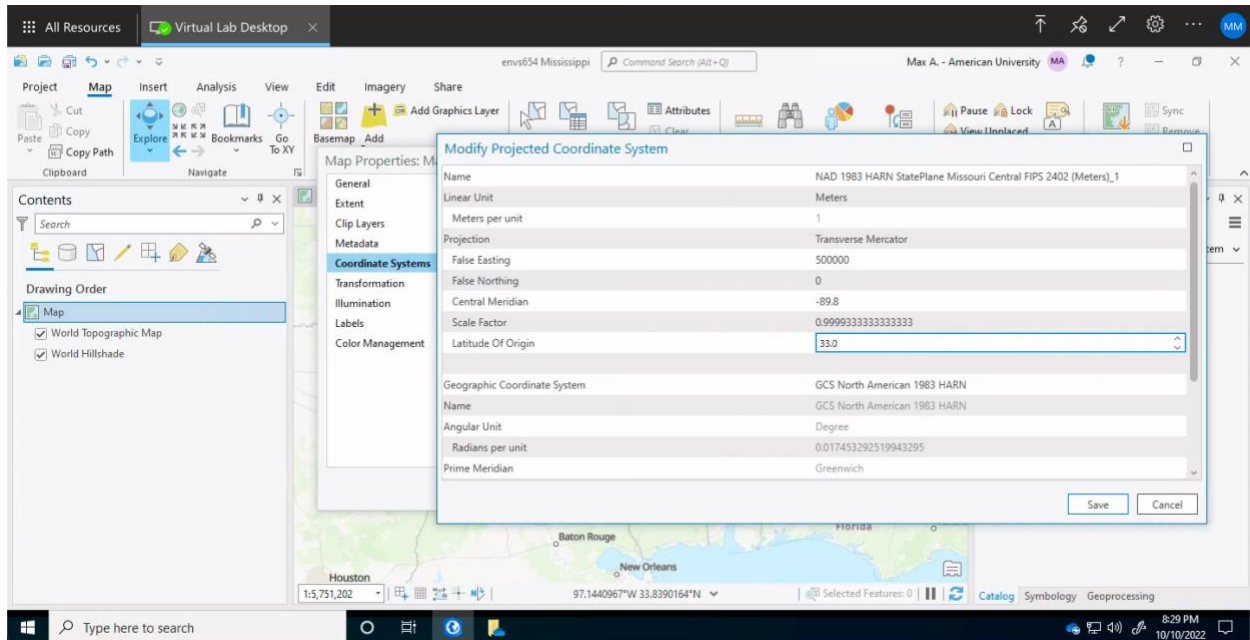 All Resources Virtual Lab Desktop MM
envs654 Mississippi Command Search (Alt+Q) Max A. - American University MA ?
Project Map Insert Analysis View Edit Imagery Share
Cut
Copy
Copy Path
Paste
Explore
Bookmarks
Go To XY
Basemap
Add
Add Graphics Layer
Attributes
Clear
Pause
Lock
View Unplaced
Sync
Remove
Clipboard Navigate
Contents
Search
Drawing Order
Map
World Topographic Map
World Hillshade
Map Properties: M
General
Extent
Clip Layers
Metadata
Coordinate Systems
Transformation
Illumination
Labels
Color Management
Modify Projected Coordinate System
Name NAD 1983 HARN StatePlane Missouri Central FIPS 2402 (Meters)_1
Linear Unit Meters
Meters per unit 1
Projection Transverse Mercator
False Easting 500000
False Northing 0
Central Meridian -89.8
Scale Factor 0.9999333333333333
Latitude Of Origin 33.0
Geographic Coordinate System GCS North American 1983 HARN
Name GCS North American 1983 HARN
Angular Unit Degree
Radians per unit 0.017453292519943295
Prime Meridian Greenwich
Save Cancel
Baton Rouge
Florida
New Orleans
Houston
1:5,751,202 97.1440967°W 33.8390164°N Selected Features: 0
Catalog Symbology Geoprocessing
Type here to search
8:29 PM
10/10/2022